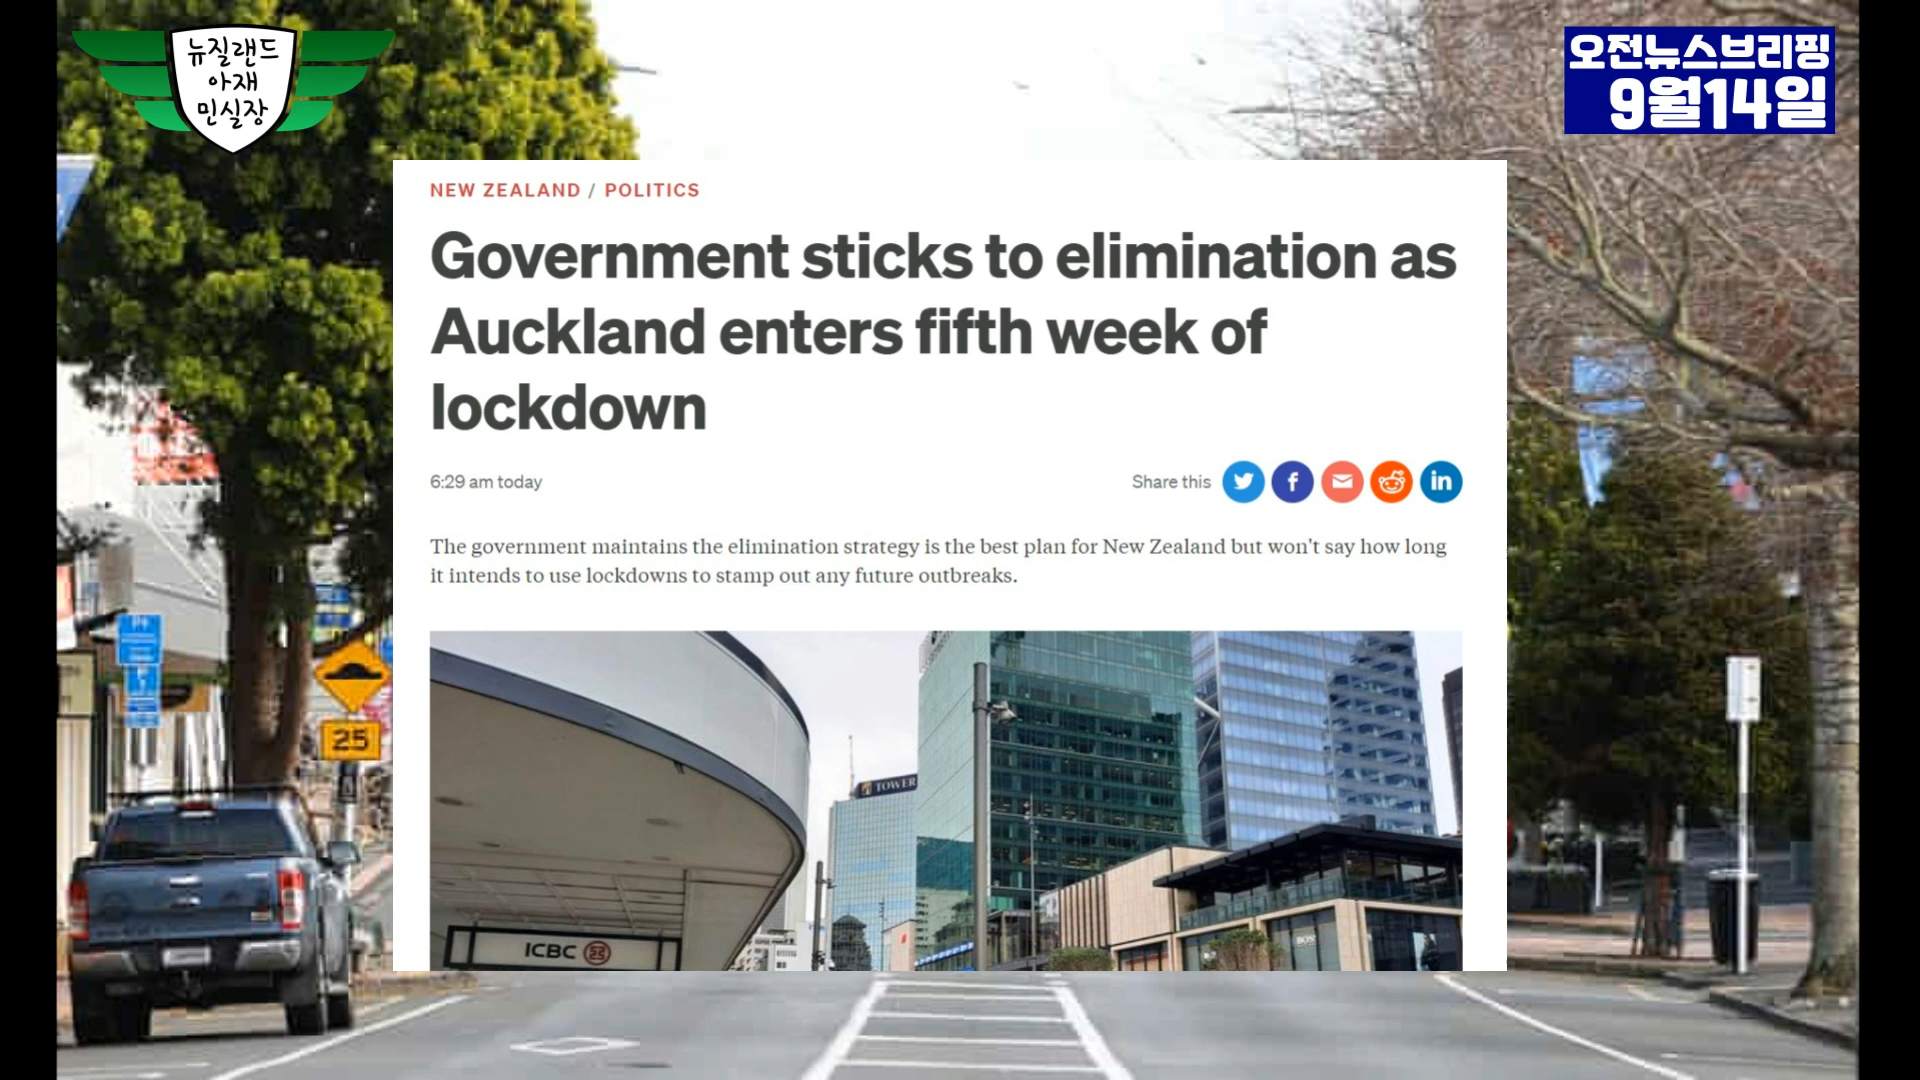 뉴질랜드
아재
민실장
오전뉴스브리핑
9월14일
NEW ZEALAND / POLITICS
Government sticks to elimination as
Auckland enters fifth week of
lockdown
6:29 am today
Share this
The government maintains the elimination strategy is the best plan for New Zealand but won't say how long
it intends to use lockdowns to stamp out any future outbreaks.
TOWER
ICBC
25